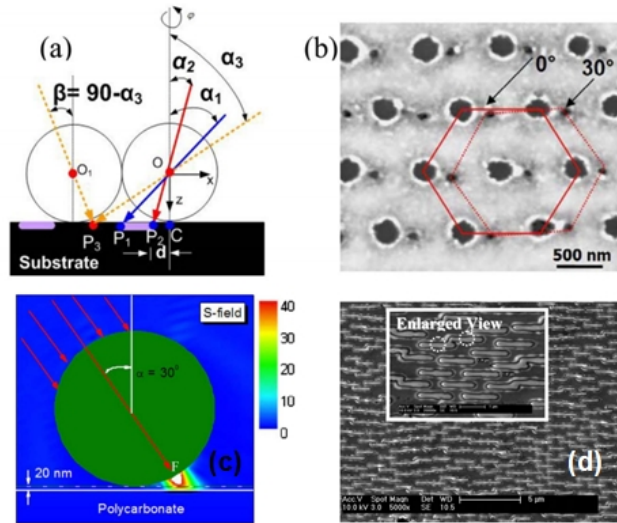 (a)
φ
α₃
α₂
α₁
β= 90-α₃
O₁
O
x
z
P₃
P₁
P₂
C
d
Substrate
(b)
0°
30°
500 nm
S-field
40
30
20
10
0
α = 30°
F
(c)
20 nm
Polycarbonate
Enlarged View
(d)
Acc.V Spot Magn Det WD
10.0 kV 3.0 5000x SE 10.5
5 μm